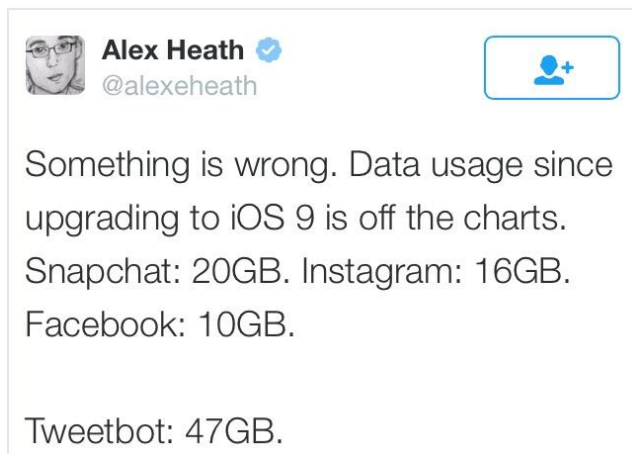 Alex Heath
@alexeheath
Something is wrong. Data usage since
upgrading to iOS 9 is off the charts.
Snapchat: 20GB. Instagram: 16GB.
Facebook: 10GB.
Tweetbot: 47GB.